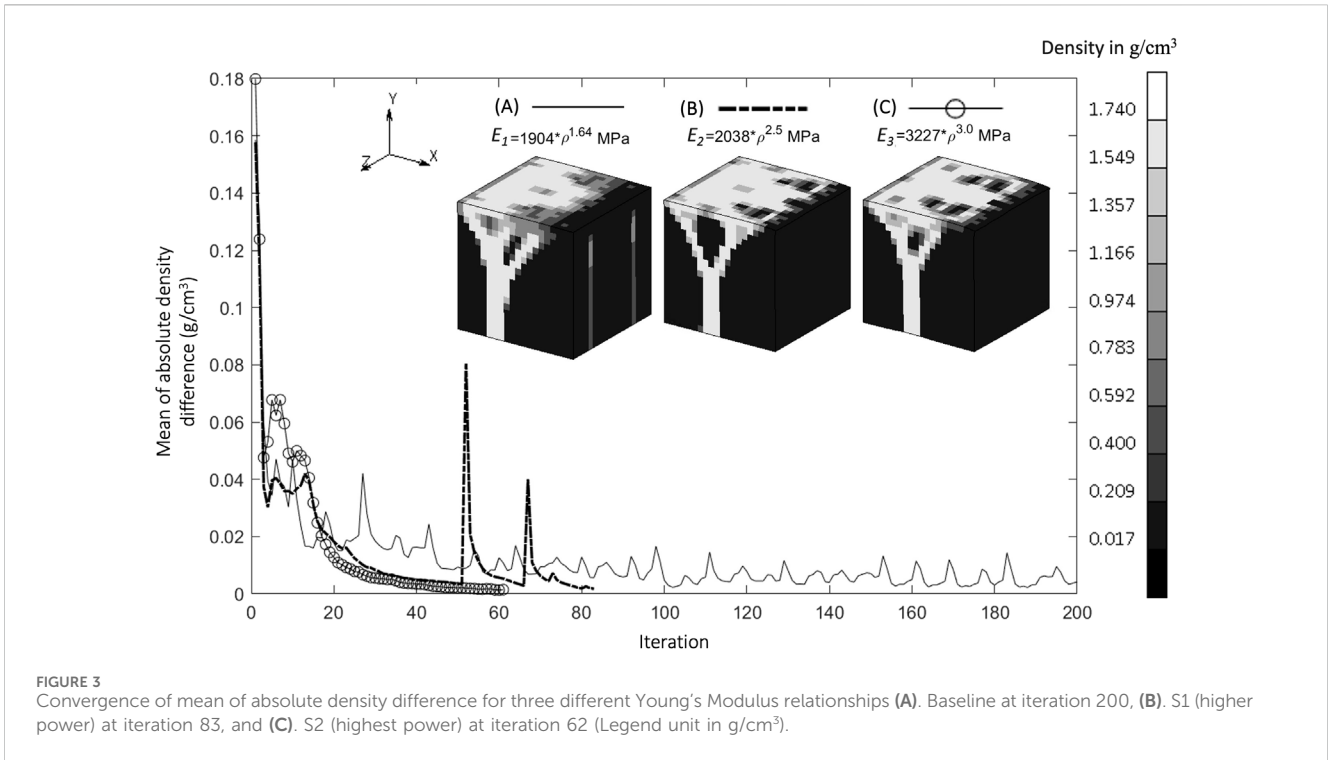 Density in g/cm³
0.18
0.16
0.14
0.12
0.1
0.08
0.06
0.04
0.02
0
Mean of absolute density
difference (g/cm³)
Y
Z
X
(A)
E₁=1904*ρ^1.64 MPa
(B)
E₂=2038*ρ^2.5 MPa
(C)
E₃=3227*ρ^3.0 MPa
1.740
1.549
1.357
1.166
0.974
0.783
0.592
0.400
0.209
0.017
0 20 40 60 80 100 120 140 160 180 200
Iteration
FIGURE 3
Convergence of mean of absolute density difference for three different Young's Modulus relationships (A). Baseline at iteration 200, (B). S1 (higher
power) at iteration 83, and (C). S2 (highest power) at iteration 62 (Legend unit in g/cm³).